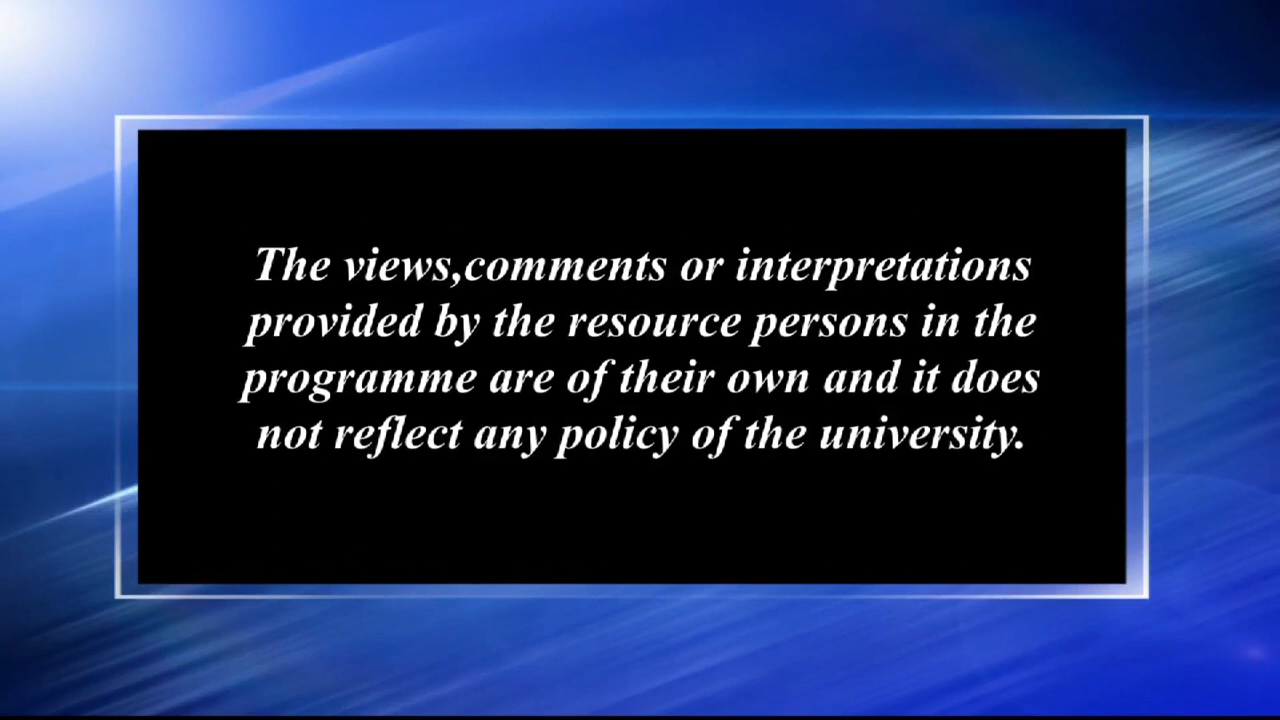 The views,comments or interpretations
provided by the resource persons in the
programme are of their own and it does
not reflect any policy of the university.